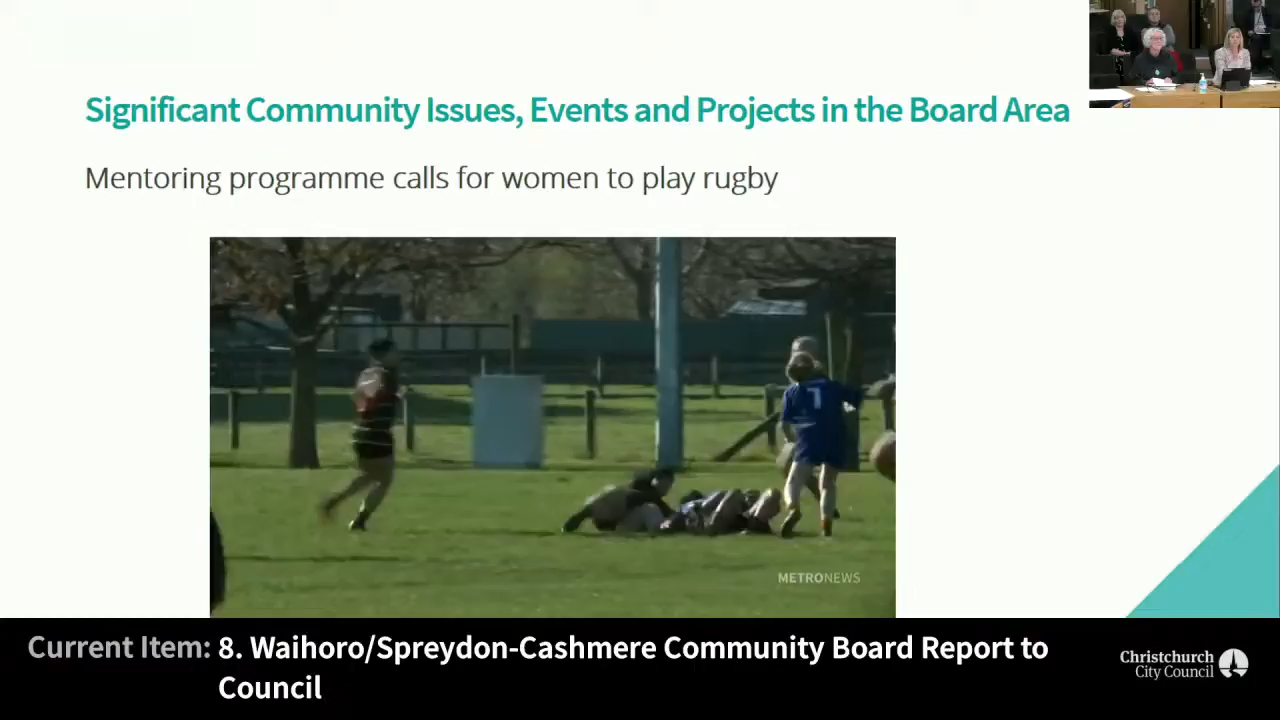 Significant Community Issues, Events and Projects in the Board Area
Mentoring programme calls for women to play rugby
7
METRONEWS
Current Item: 8. Waihoro/Spreydon-Cashmere Community Board Report to
Council
Christchurch
City Council